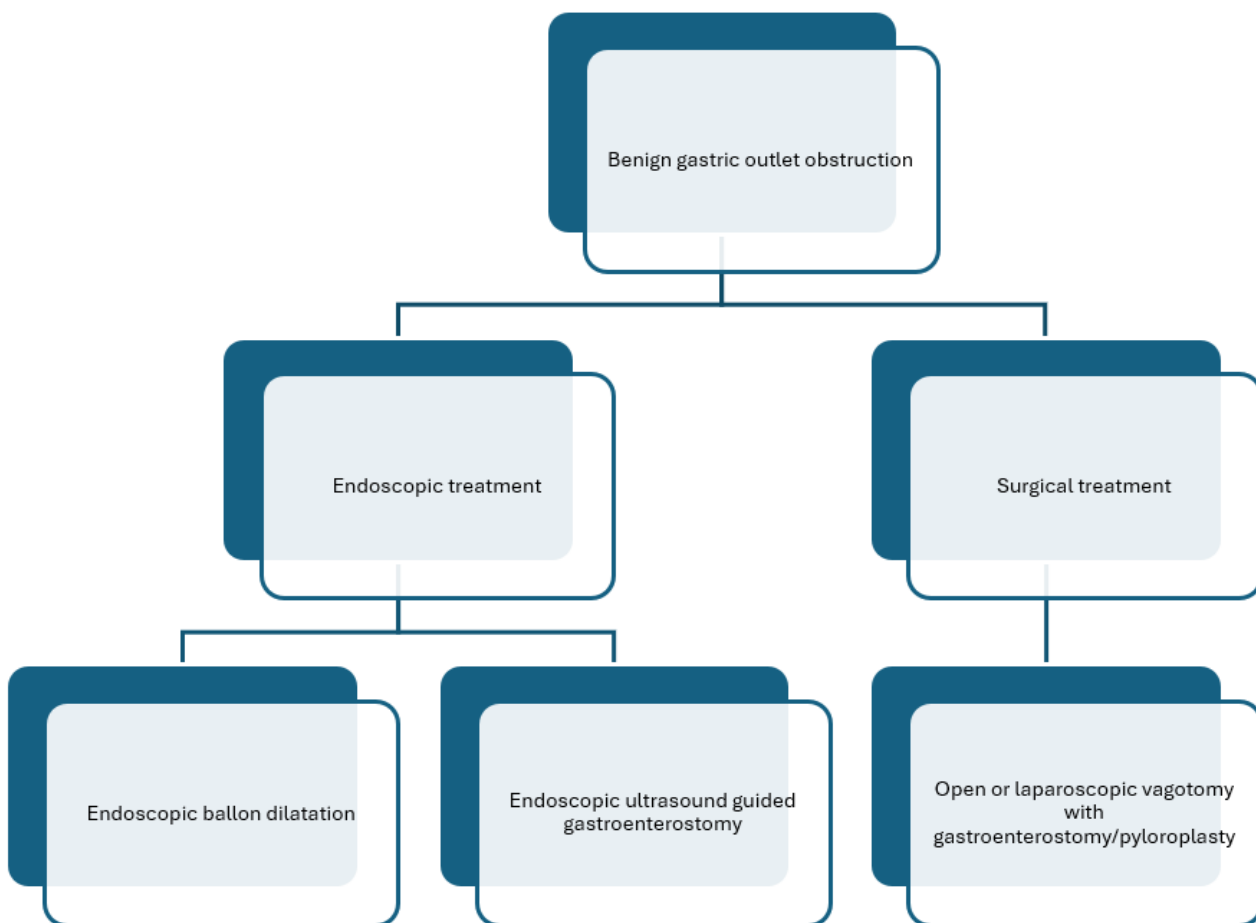 Benign gastric outlet obstruction
Endoscopic treatment
Surgical treatment
Endoscopic ballon dilatation
Endoscopic ultrasound guided
gastroenterostomy
Open or laparoscopic vagotomy
with
gastroenterostomy/pyloroplasty